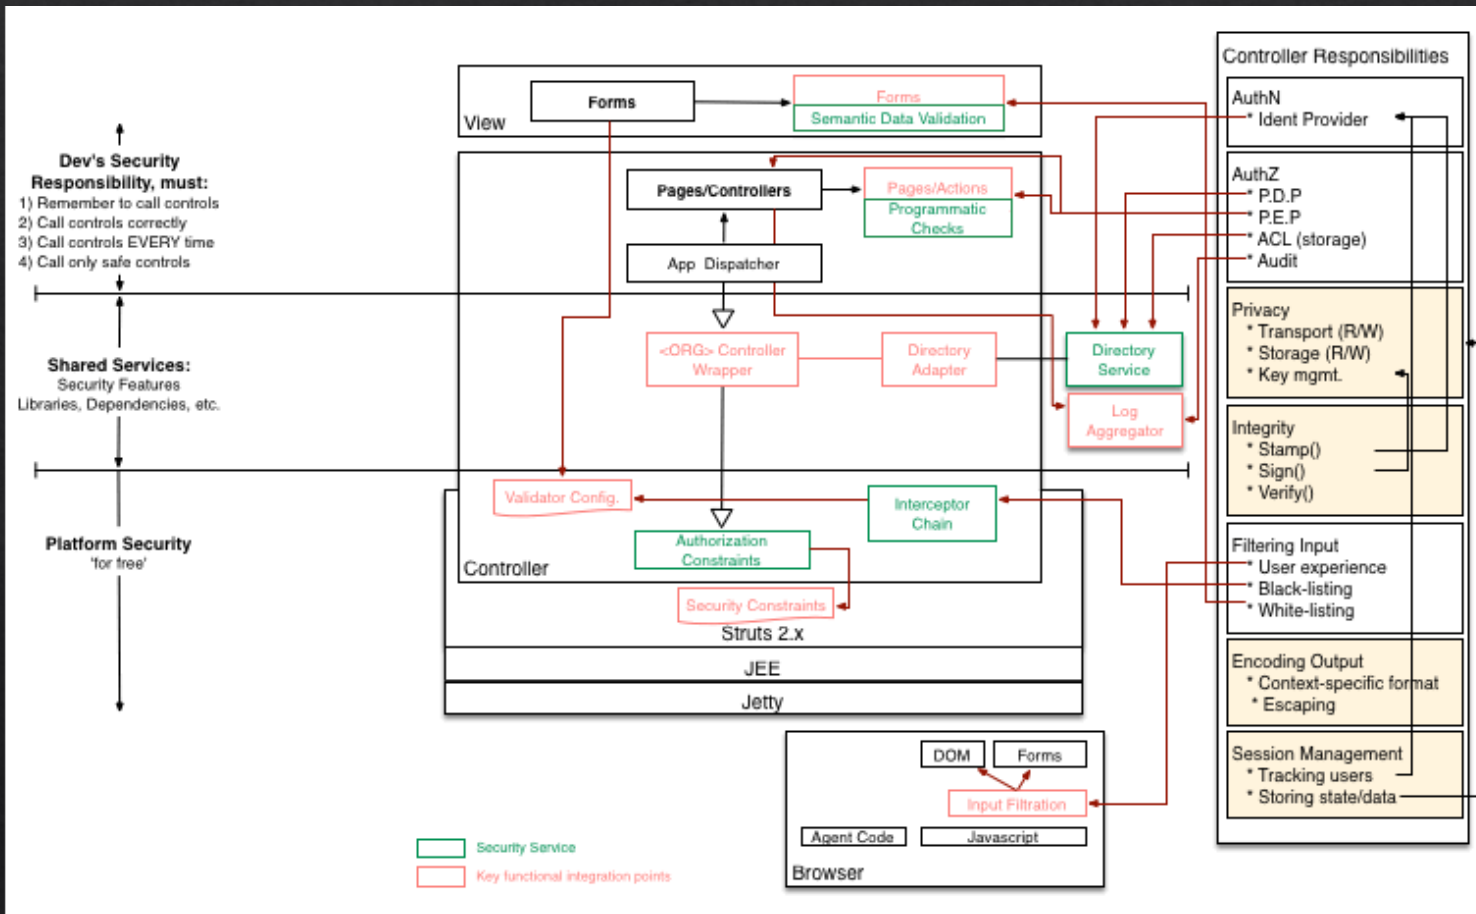 Controller Responsibilities
AuthN
* Ident Provider
AuthZ
* P.D.P
* P.E.P
* ACL (storage)
* Audit
Privacy
* Transport (R/W)
* Storage (R/W)
* Key mgmt.
Integrity
* Stamp()
* Sign()
* Verify()
Filtering Input
* User experience
* Black-listing
* White-listing
Encoding Output
* Context-specific format
* Escaping
Session Management
* Tracking users
* Storing state/data
Forms
Forms
Semantic Data Validation
View
Dev's Security
Responsibility, must:
1) Remember to call controls
2) Call controls correctly
3) Call controls EVERY time
4) Call only safe controls
Pages/Controllers
Pages/Actions
Programmatic
Checks
App Dispatcher
Shared Services:
Security Features
Libraries, Dependencies, etc.
<ORG> Controller
Wrapper
Directory
Adapter
Directory
Service
Log
Aggregator
Platform Security
'for free'
Validator Config.
Interceptor
Chain
Authorization
Constraints
Controller
Security Constraints
Struts 2.x
JEE
Jetty
DOM
Forms
Input Filtration
Agent Code
Javascript
Browser
Security Service
Key functional integration points